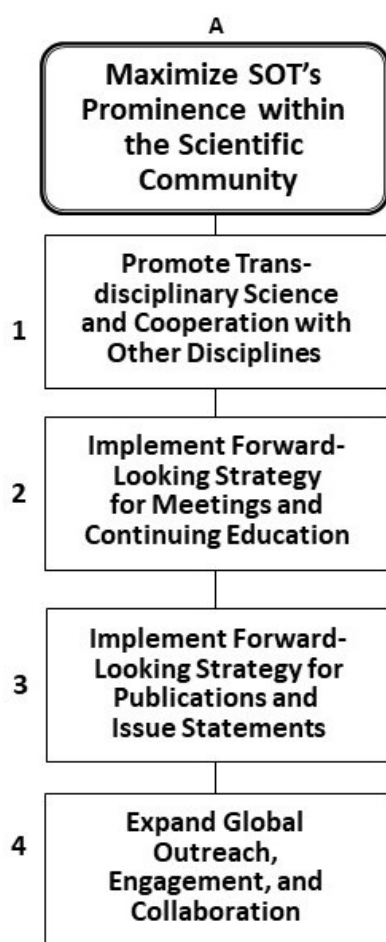 A
Maximize SOT's
Prominence within
the Scientific
Community
1
Promote Trans-
disciplinary Science
and Cooperation with
Other Disciplines
2
Implement Forward-
Looking Strategy
for Meetings and
Continuing Education
3
Implement Forward-
Looking Strategy for
Publications and
Issue Statements
4
Expand Global
Outreach,
Engagement, and
Collaboration